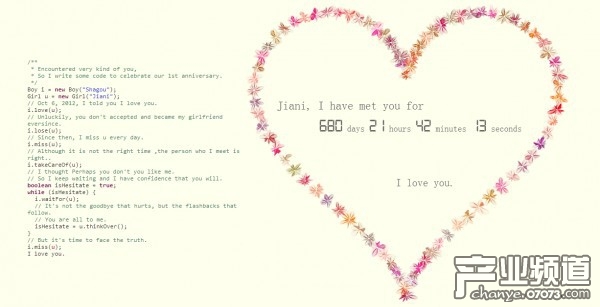 /**
* Encountered very kind of you,
* So I write some code to celebrate our 1st anniversary.
*/
Boy i = new Boy("Shagou");
Girl u = new Girl("Jiani");
// Oct 6, 2012, I told you I love you.
i.love(u);
// Unluckily, you don't accepted and became my girlfriend
eversince.
i.lose(u);
// Since then, I miss u every day.
i.miss(u);
// Although it is not the right time ,the person who I meet is
right..
i.takeCareOf(u);
// I thought Perhaps you don't you like me.
// So I keep waiting and I have confidence that you will.
boolean isHesitate = true;
while (isHesitate) {
i.waitFor(u);
// It's not the goodbye that hurts, but the flashbacks that
follow.
// You are all to me.
isHesitate = u.thinkOver();
}
// But it's time to face the truth.
i.miss(u);
I love you.
Jiani, I have met you for
680 days 21 hours 42 minutes 13 seconds
I love you.
产业频道
chanye.07073.com